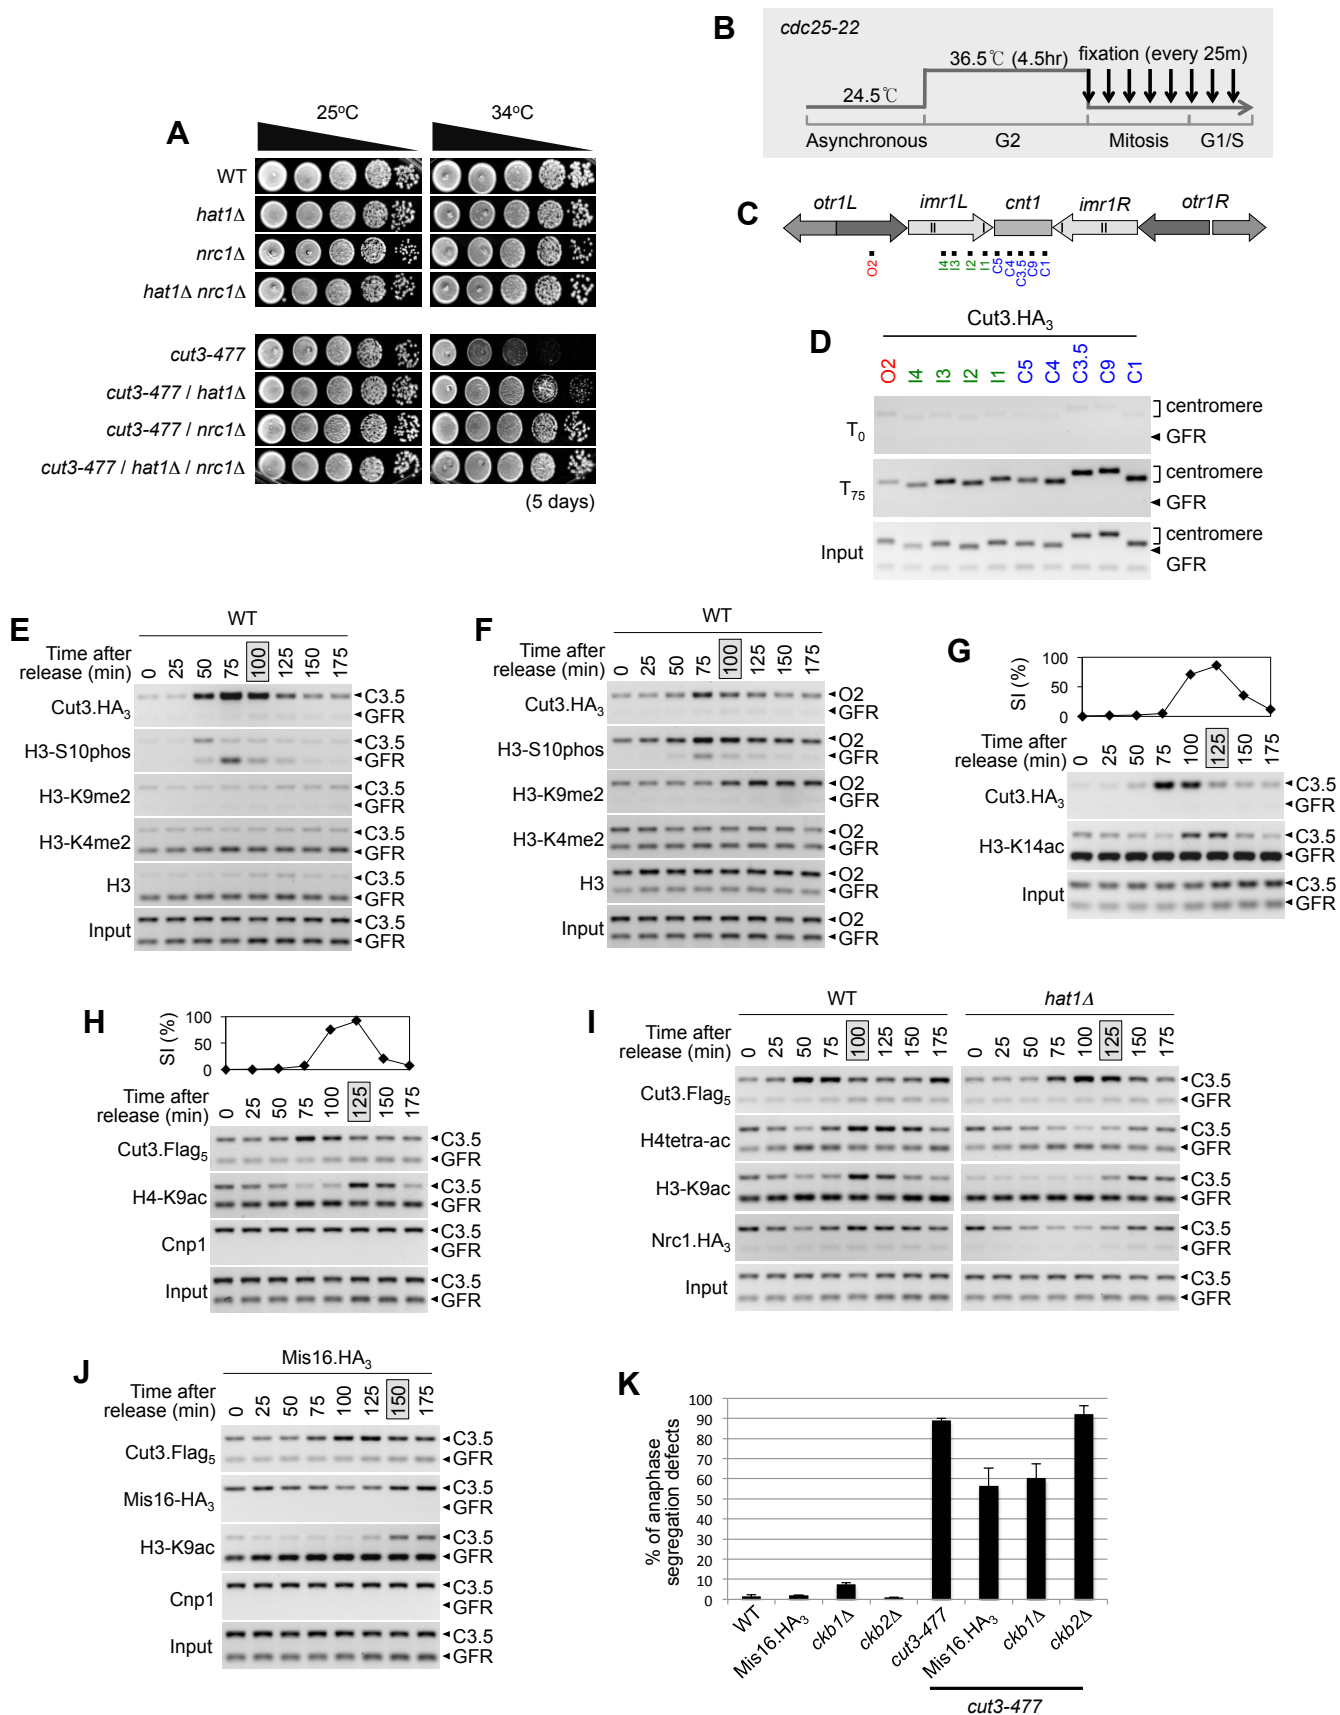 A
25°C
34°C
WT
hat1Δ
nrc1Δ
hat1Δ nrc1Δ
cut3-477
cut3-477 / hat1Δ
cut3-477 / nrc1Δ
cut3-477 / hat1Δ / nrc1Δ
(5 days)
B
cdc25-22
36.5℃ (4.5hr)
fixation (every 25m)
24.5℃
Asynchronous
G2
Mitosis
G1/S
C
otr1L
imr1L
cnt1
imr1R
otr1R
O2 I4 I3 I2 I1 C5 C4 C3.5 C9 C1
D
Cut3.HA3
O2 I4 I3 I2 I1 C5 C4 C3.5 C9 C1
T0
centromere
GFR
T75
centromere
GFR
Input
centromere
GFR
E
WT
Time after release (min)
0 25 50 75 100 125 150 175
Cut3.HA3
C3.5
GFR
H3-S10phos
C3.5
GFR
H3-K9me2
C3.5
GFR
H3-K4me2
C3.5
GFR
H3
C3.5
GFR
Input
C3.5
GFR
F
WT
Time after release (min)
0 25 50 75 100 125 150 175
Cut3.HA3
O2
GFR
H3-S10phos
O2
GFR
H3-K9me2
O2
GFR
H3-K4me2
O2
GFR
H3
O2
GFR
Input
O2
GFR
G
SI (%)
100
50
0
Time after release (min)
0 25 50 75 100 125 150 175
Cut3.HA3
C3.5
GFR
H3-K14ac
C3.5
GFR
Input
C3.5
GFR
H
SI (%)
100
50
0
Time after release (min)
0 25 50 75 100 125 150 175
Cut3.Flag5
C3.5
GFR
H4-K9ac
C3.5
GFR
Cnp1
C3.5
GFR
Input
C3.5
GFR
I
WT
hat1Δ
Time after release (min)
0 25 50 75 100 125 150 175
0 25 50 75 100 125 150 175
Cut3.Flag5
C3.5
GFR
H4tetra-ac
C3.5
GFR
H3-K9ac
C3.5
GFR
Nrc1.HA3
C3.5
GFR
Input
C3.5
GFR
J
Mis16.HA3
Time after release (min)
0 25 50 75 100 125 150 175
Cut3.Flag5
C3.5
GFR
Mis16-HA3
C3.5
GFR
H3-K9ac
C3.5
GFR
Cnp1
C3.5
GFR
Input
C3.5
GFR
K
% of anaphase segregation defects
100
90
80
70
60
50
40
30
20
10
0
WT
Mis16.HA3
ckb1Δ
ckb2Δ
cut3-477
Mis16.HA3
ckb1Δ
ckb2Δ
cut3-477